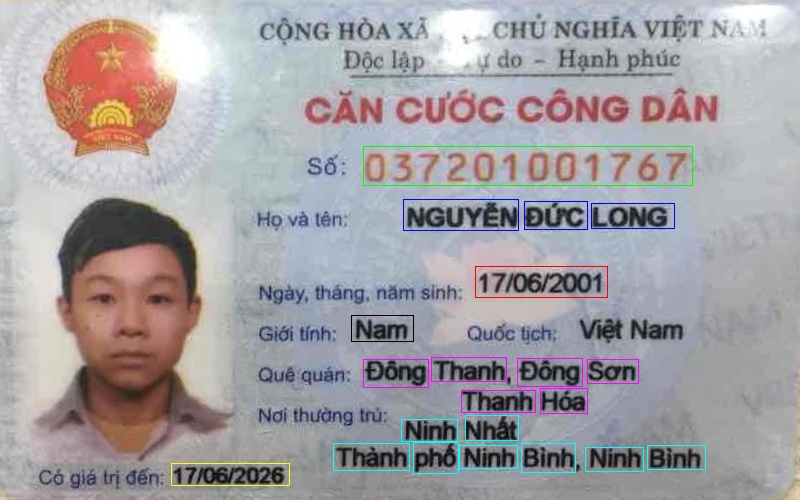 CỘNG HÒA XÃ CHỦ NGHĨA VIỆT NAM
Độc lập - Tự do - Hạnh phúc
CĂN CƯỚC CÔNG DÂN
Số: 037201001767
Họ và tên: NGUYỄN ĐỨC LONG
Ngày, tháng, năm sinh: 17/06/2001
Giới tính: Nam Quốc tịch: Việt Nam
Quê quán: Đông Thanh, Đông Sơn
Thanh Hóa
Nơi thường trú:
Ninh Nhất
Thành phố Ninh Bình, Ninh Bình
Có giá trị đến: 17/06/2026